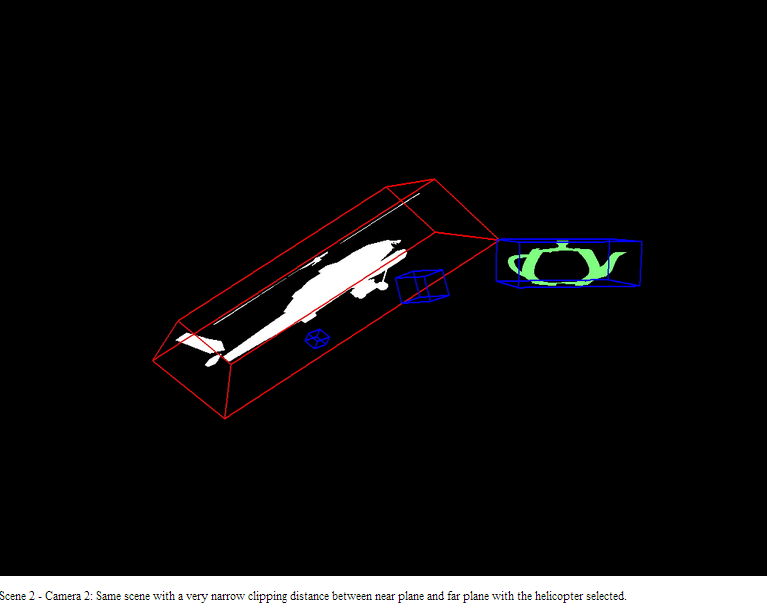 Scene 2 - Camera 2: Same scene with a very narrow clipping distance between near plane and far plane with the helicopter selected.